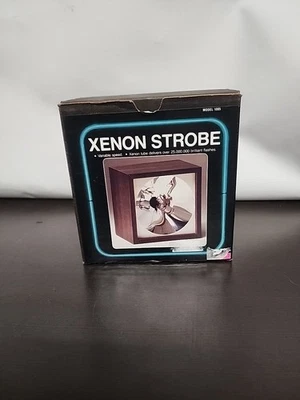 MODEL 1000
XENON STROBE
• Variable speed • Xenon tube delivers over 25,000,000 brilliant flashes